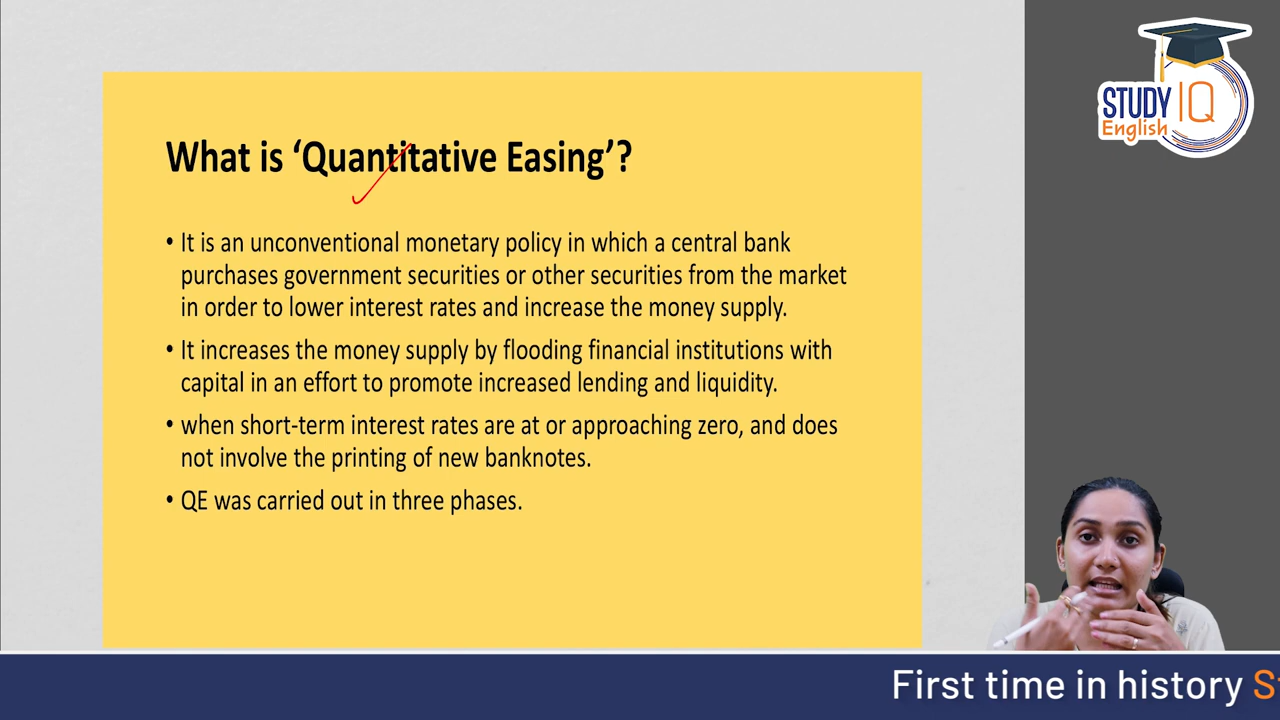 What is ‘Quantitative Easing’?
• It is an unconventional monetary policy in which a central bank
purchases government securities or other securities from the market
in order to lower interest rates and increase the money supply.
• It increases the money supply by flooding financial institutions with
capital in an effort to promote increased lending and liquidity.
• when short-term interest rates are at or approaching zero, and does
not involve the printing of new banknotes.
• QE was carried out in three phases.
STUDY IQ
English
First time in history